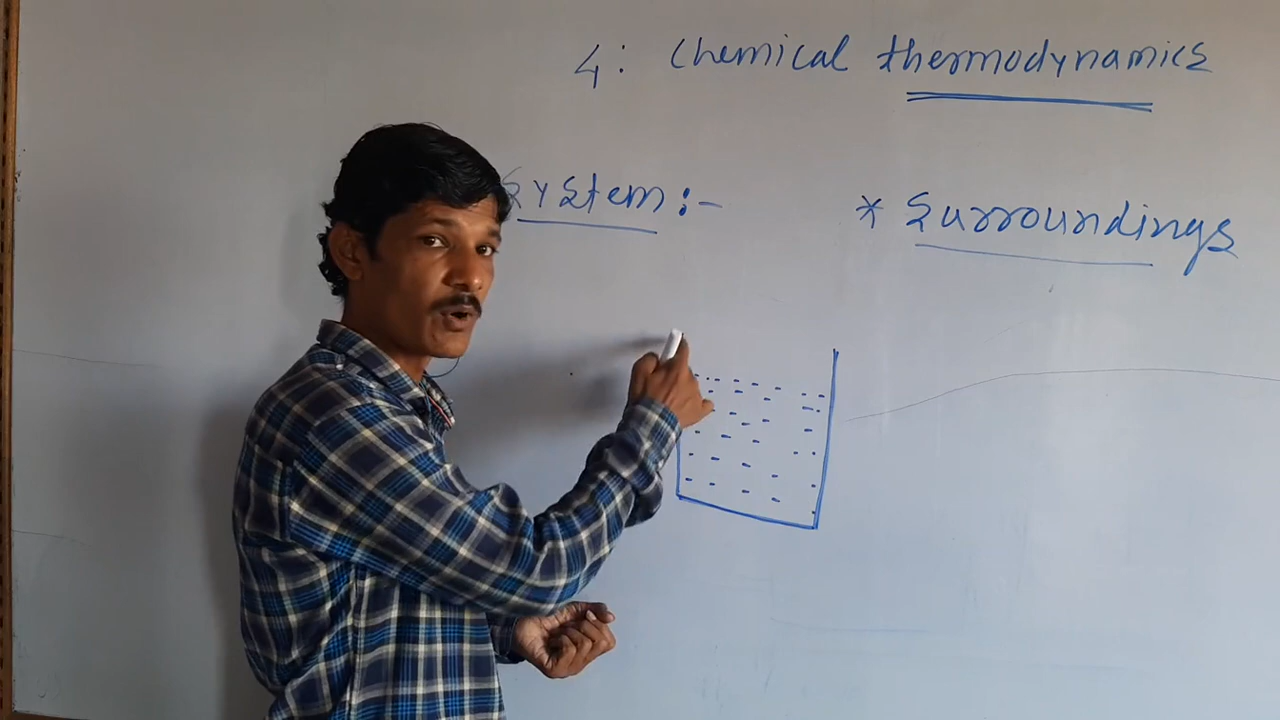 4: Chemical thermodynamics
System :-
* Surroundings